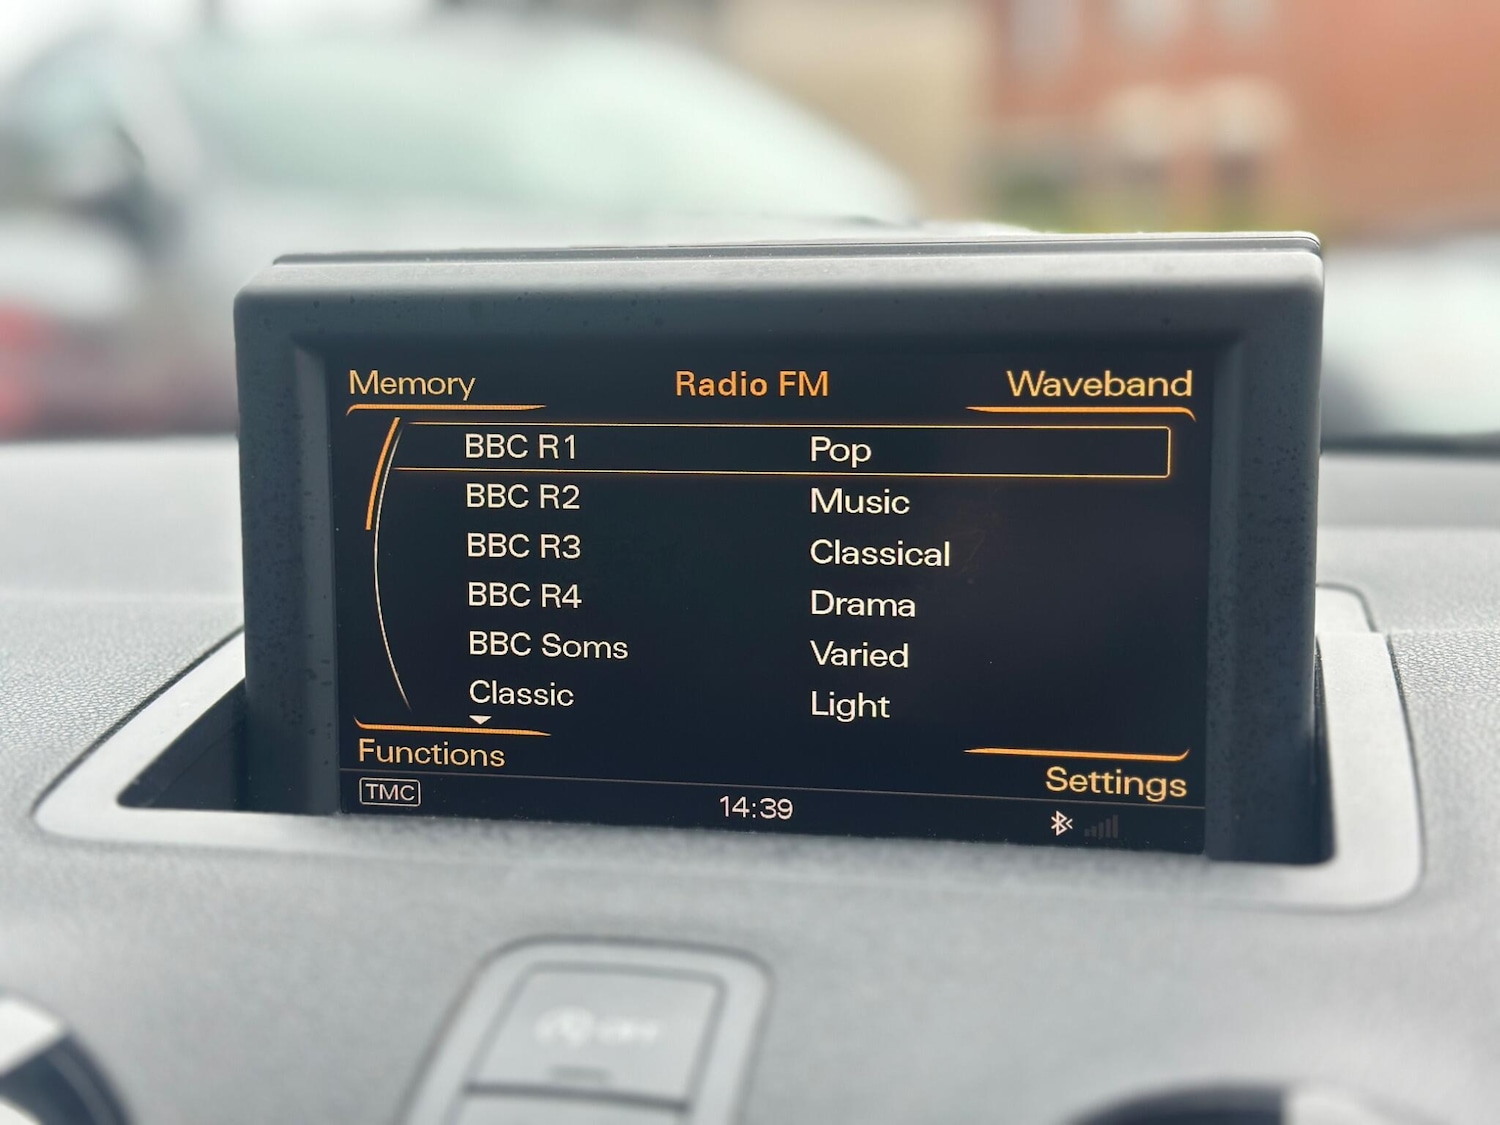 Memory Radio FM Waveband
BBC R1 Pop
BBC R2 Music
BBC R3 Classical
BBC R4 Drama
BBC Soms Varied
Classic Light
Functions Settings
TMC 14:39